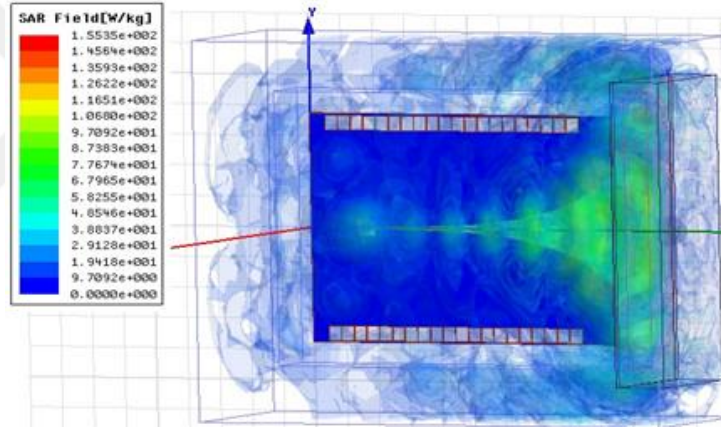 SAR Field[W/kg]
1.5535e+002
1.4564e+002
1.3593e+002
1.2622e+002
1.1651e+002
1.0680e+002
9.7092e+001
8.7383e+001
7.7674e+001
6.7965e+001
5.8255e+001
4.8546e+001
3.8837e+001
2.9128e+001
1.9418e+001
9.7092e+000
0.0000e+000
Y